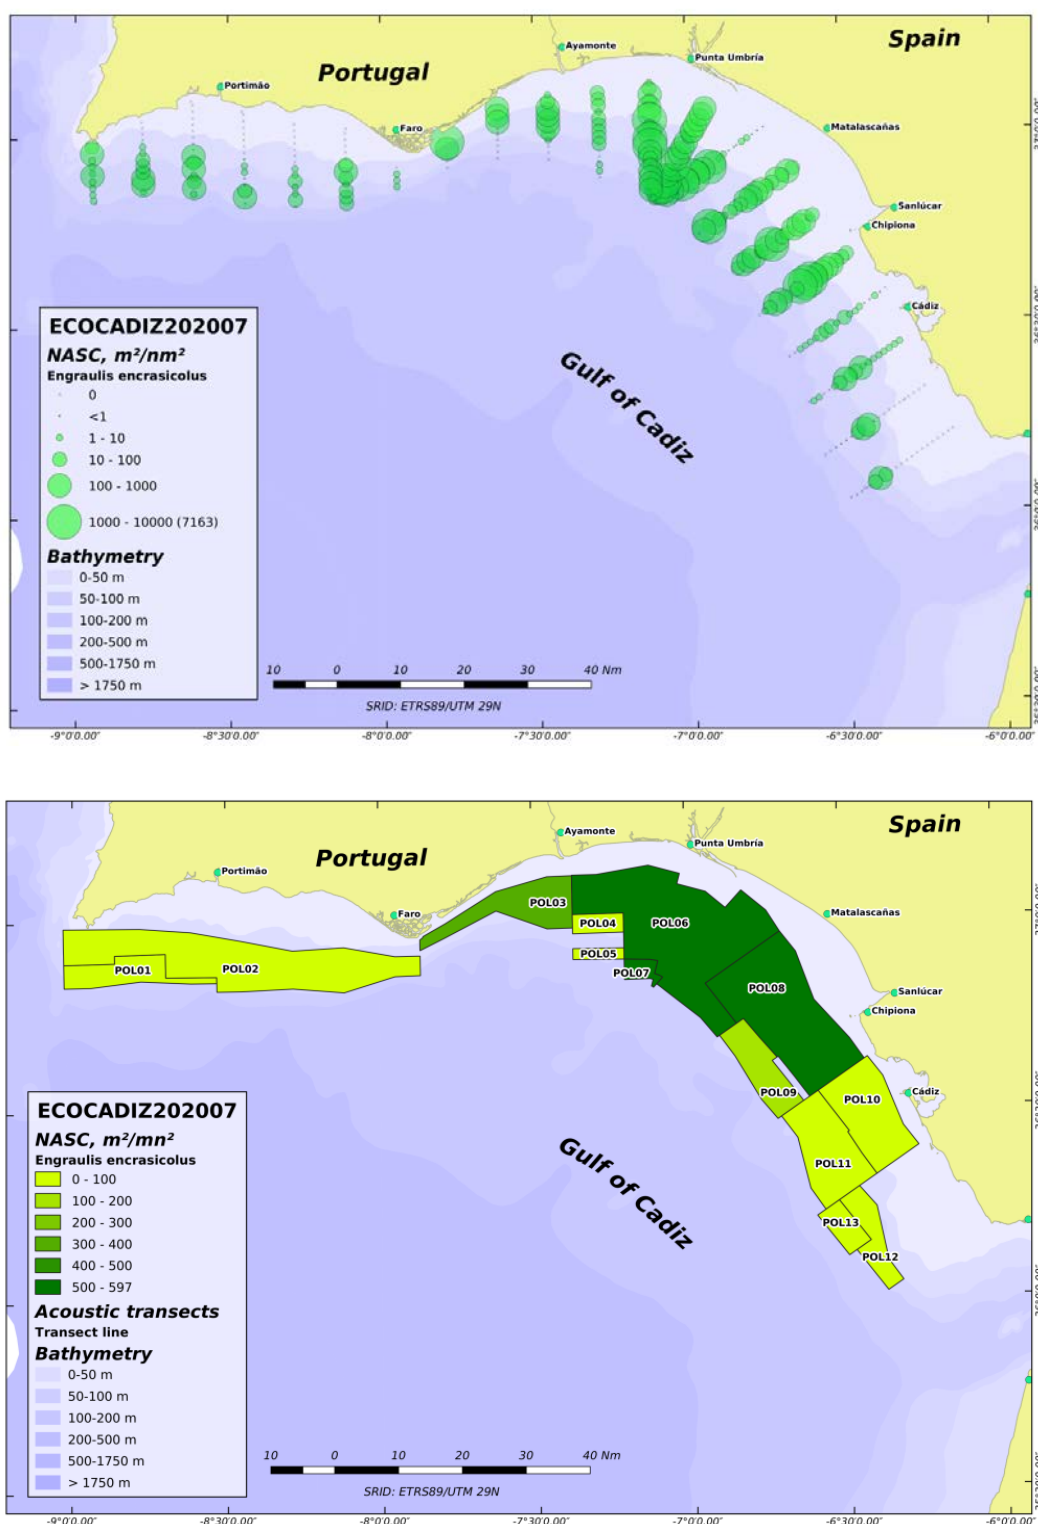 Spain
Portugal
Ayamonte
Punta Umbría
Portimão
Faro
Matalascañas
Sanlúcar
Chipiona
Cádiz
Gulf of Cadiz
ECOCADIZ202007
NASC, m²/nm²
Engraulis encrasicolus
0
<1
1 - 10
10 - 100
100 - 1000
1000 - 10000 (7163)
Bathymetry
0-50 m
50-100 m
100-200 m
200-500 m
500-1750 m
> 1750 m
10 0 10 20 30 40 Nm
SRID: ETRS89/UTM 29N
-9°0'0.00" -8°30'0.00" -8°0'0.00" -7°30'0.00" -7°0'0.00" -6°30'0.00" -6°0'0.00"
Spain
Portugal
Ayamonte
Punta Umbría
Portimão
Faro
Matalascañas
Sanlúcar
Chipiona
Cádiz
POL03
POL04
POL06
POL05
POL01
POL02
POL07
POL08
POL09
POL10
POL11
POL13
POL12
Gulf of Cadiz
ECOCADIZ202007
NASC, m²/mn²
Engraulis encrasicolus
0 - 100
100 - 200
200 - 300
300 - 400
400 - 500
500 - 597
Acoustic transects
Transect line
Bathymetry
0-50 m
50-100 m
100-200 m
200-500 m
500-1750 m
> 1750 m
10 0 10 20 30 40 Nm
SRID: ETRS89/UTM 29N
-9°0'0.00" -8°30'0.00" -8°0'0.00" -7°30'0.00" -7°0'0.00" -6°30'0.00" -6°0'0.00"